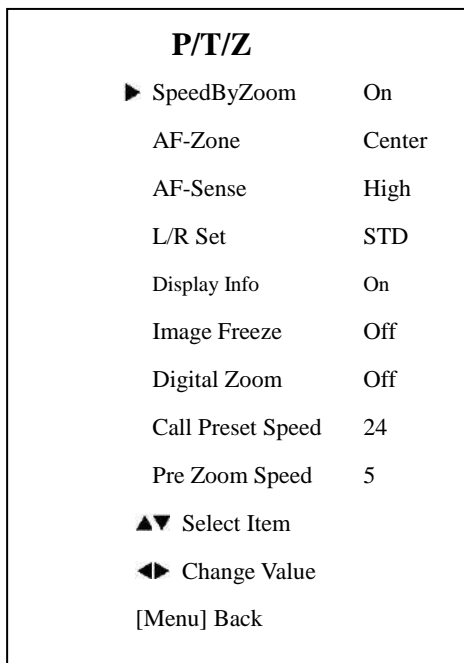 P/T/Z
▶ SpeedByZoom On
AF-Zone Center
AF-Sense High
L/R Set STD
Display Info On
Image Freeze Off
Digital Zoom Off
Call Preset Speed 24
Pre Zoom Speed 5
▲▼ Select Item
◀▶ Change Value
[Menu] Back